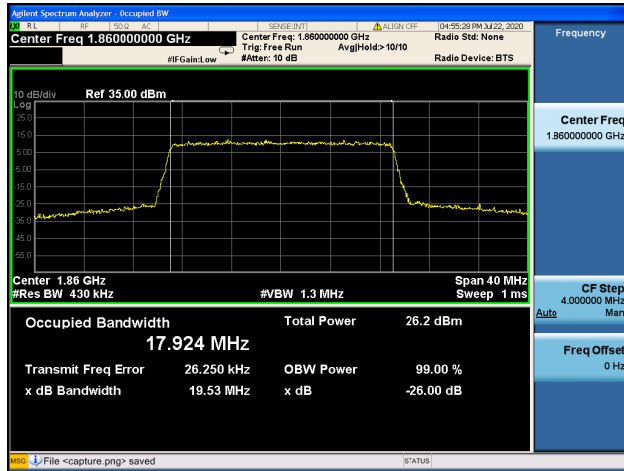 Agilent Spectrum Analyzer - Occupied BW
LXI RL RF 50 Ω AC SENSE:INT ALIGN OFF 04:55:28 PM Jul 22, 2020
Center Freq 1.860000000 GHz
Center Freq: 1.860000000 GHz
Radio Std: None
Trig: Free Run Avg|Hold:> 10/10
#IFGain:Low #Atten: 10 dB Radio Device: BTS
Frequency
10 dB/div Ref 35.00 dBm
Log
25.0
15.0
5.00
-5.00
-15.0
-25.0
-35.0
-45.0
-55.0
Center 1.86 GHz Span 40 MHz
#Res BW 430 kHz #VBW 1.3 MHz Sweep 1 ms
Occupied Bandwidth Total Power 26.2 dBm
17.924 MHz
Transmit Freq Error 26.250 kHz OBW Power 99.00 %
x dB Bandwidth 19.53 MHz x dB -26.00 dB
Center Freq
1.860000000 GHz
CF Step
4.000000 MHz
Auto Man
Freq Offset
0 Hz
MSG File <capture.png> saved STATUS